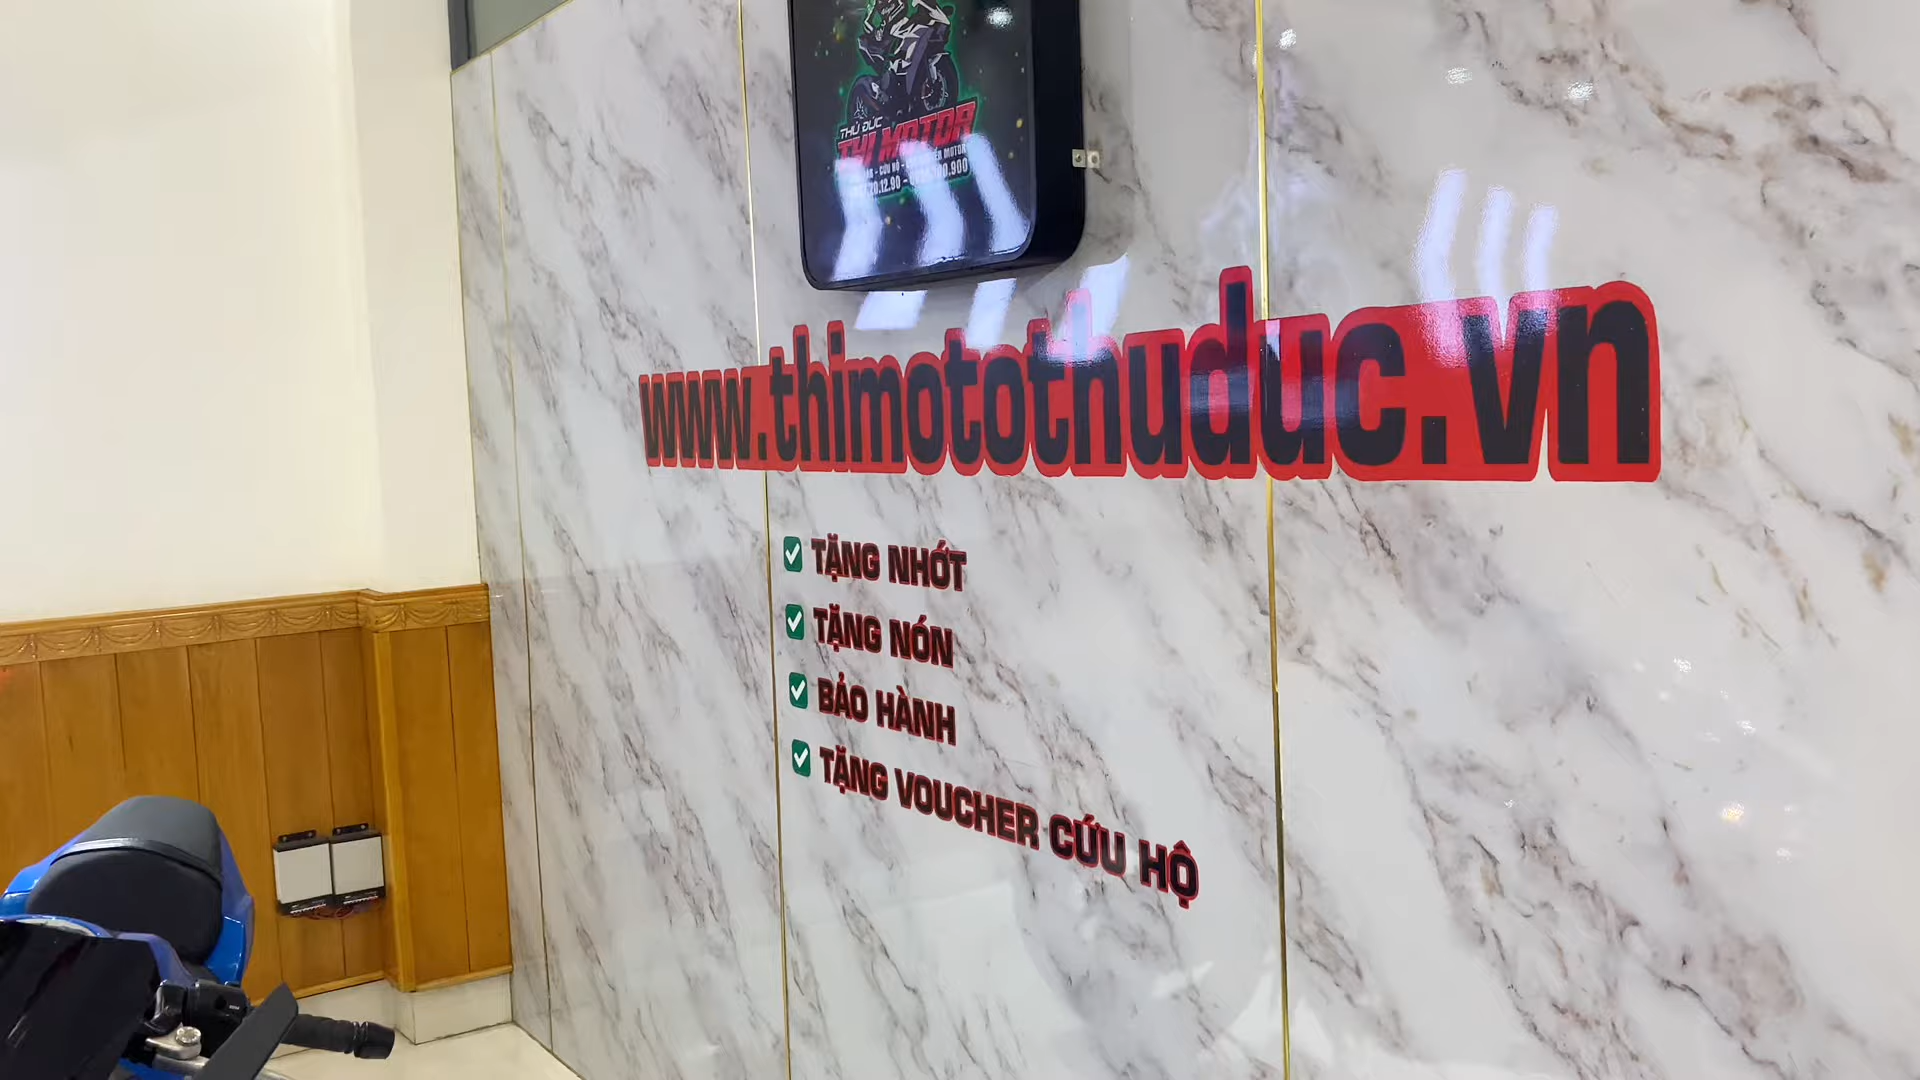 THỦ ĐỨC
THI MOTOR
www.thimotothuduc.vn
TẶNG NHỚT
TẶNG NÓN
BẢO HÀNH
TẶNG VOUCHER CỨU HỘ